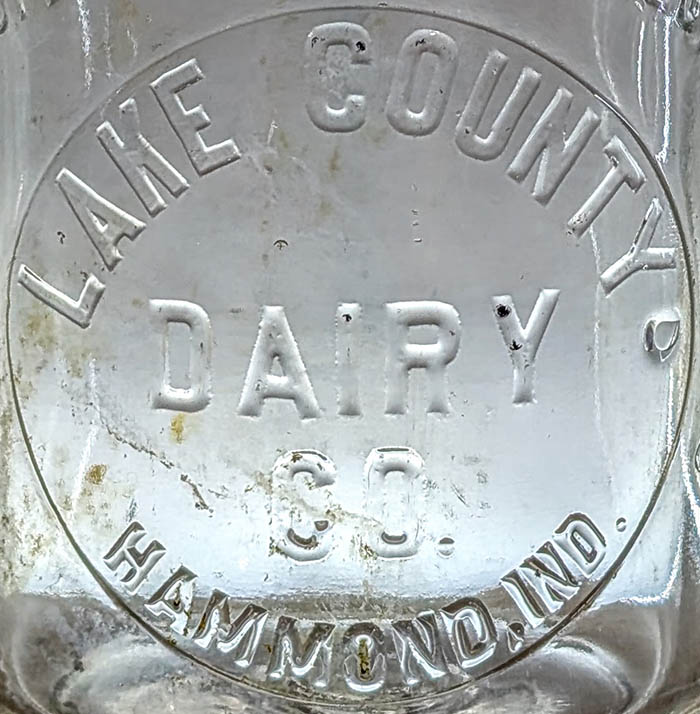 LAKE COUNTY
DAIRY
CO.
HAMMOND, IND.